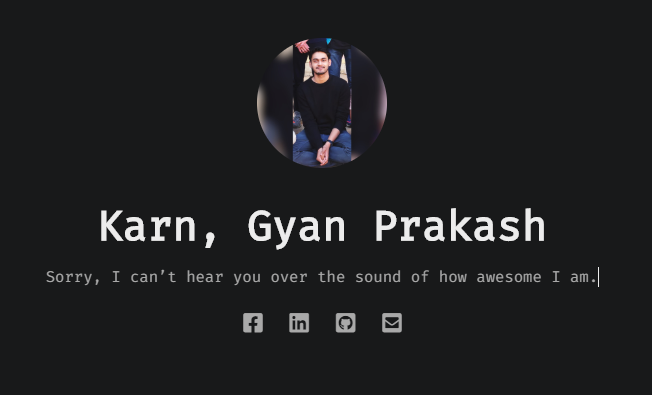 Karn, Gyan Prakash
Sorry, I can’t hear you over the sound of how awesome I am.